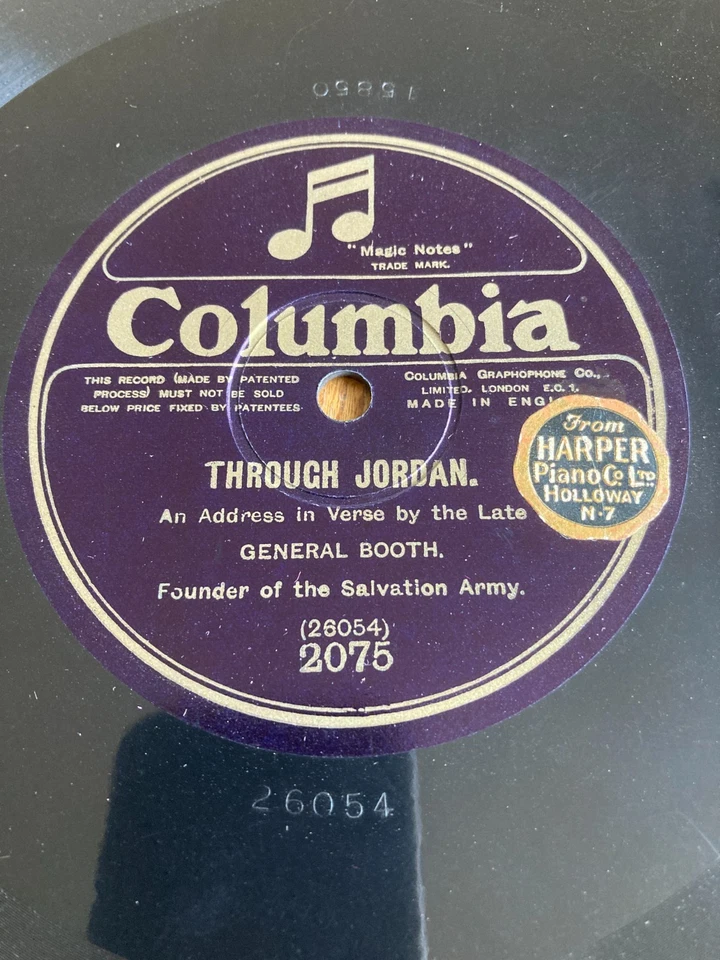 15850
"Magic Notes"
TRADE MARK.
Columbia
THIS RECORD (MADE BY PATENTED
PROCESS) MUST NOT BE SOLD
BELOW PRICE FIXED BY PATENTEES.
COLUMBIA GRAPHOPHONE CO.,
LIMITED. LONDON E.C.1.
MADE IN ENG
From
HARPER
Piano Co LTD
HOLLOWAY
N·7
THROUGH JORDAN.
An Address in Verse by the Late
GENERAL BOOTH.
Founder of the Salvation Army.
(26054)
2075
26054